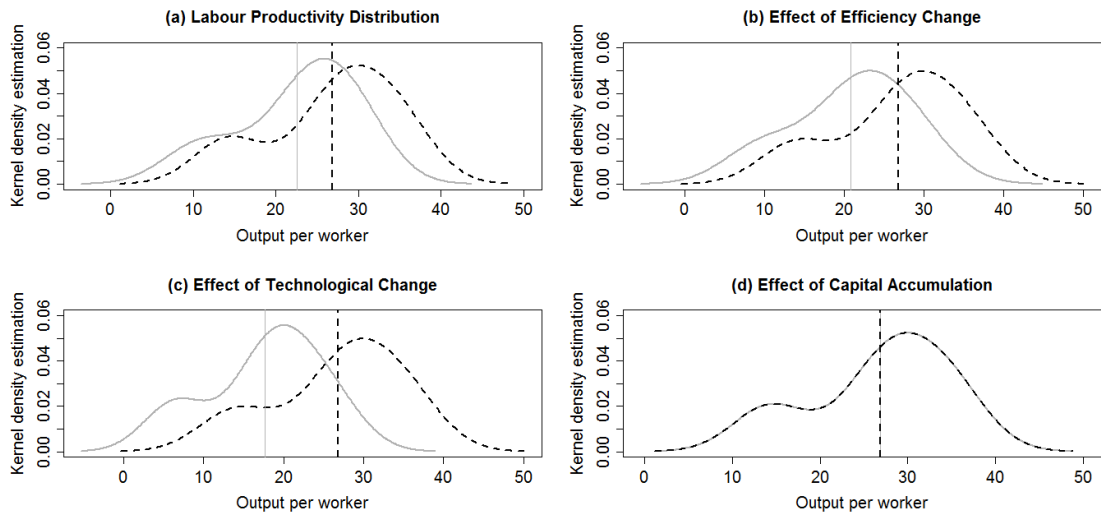 (a) Labour Productivity Distribution
Kernel density estimation
0.00 0.02 0.04 0.06
0 10 20 30 40 50
Output per worker
(b) Effect of Efficiency Change
Kernel density estimation
0.00 0.02 0.04 0.06
0 10 20 30 40 50
Output per worker
(c) Effect of Technological Change
Kernel density estimation
0.00 0.02 0.04 0.06
0 10 20 30 40 50
Output per worker
(d) Effect of Capital Accumulation
Kernel density estimation
0.00 0.02 0.04 0.06
0 10 20 30 40 50
Output per worker